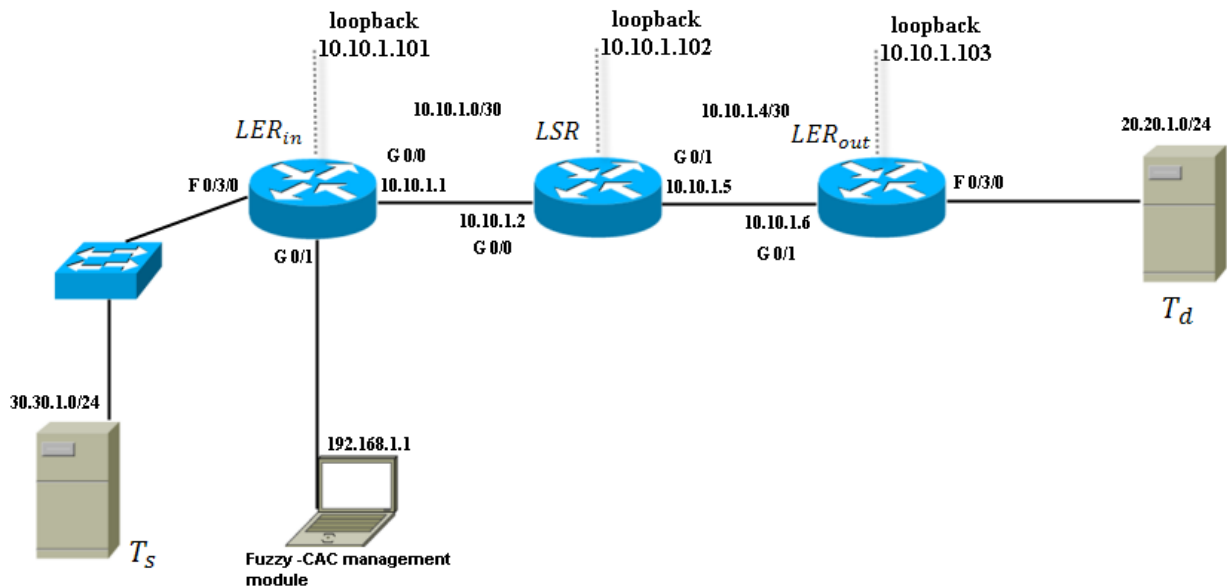 loopback
10.10.1.101
loopback
10.10.1.102
loopback
10.10.1.103
10.10.1.0/30
10.10.1.4/30
20.20.1.0/24
LER_in
LSR
LER_out
G 0/0
G 0/1
F 0/3/0
10.10.1.1
10.10.1.5
F 0/3/0
10.10.1.2
10.10.1.6
G 0/1
G 0/0
G 0/1
T_d
30.30.1.0/24
192.168.1.1
T_s
Fuzzy -CAC management
module